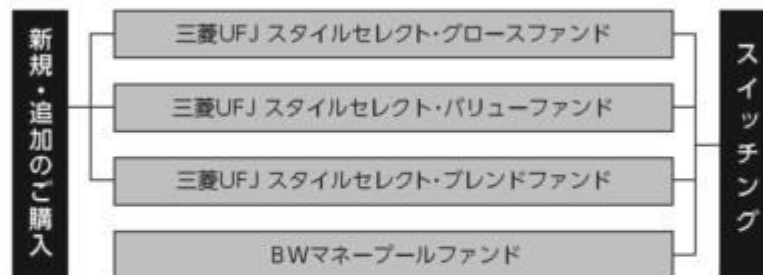 新規・追加のご購入
三菱UFJ スタイルセレクト・グロースファンド
三菱UFJ スタイルセレクト・バリューファンド
三菱UFJ スタイルセレクト・ブレンドファンド
BWマネープールファンド
スイッチング